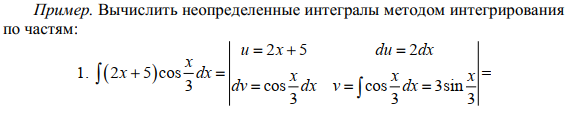 Пример. Вычислить неопределенные интегралы методом интегрирования
по частям:
1. ∫(2x+5)cos x/3 dx = | u = 2x+5 du = 2dx
dv = cos x/3 dx v = ∫cos x/3 dx = 3sin x/3 | =